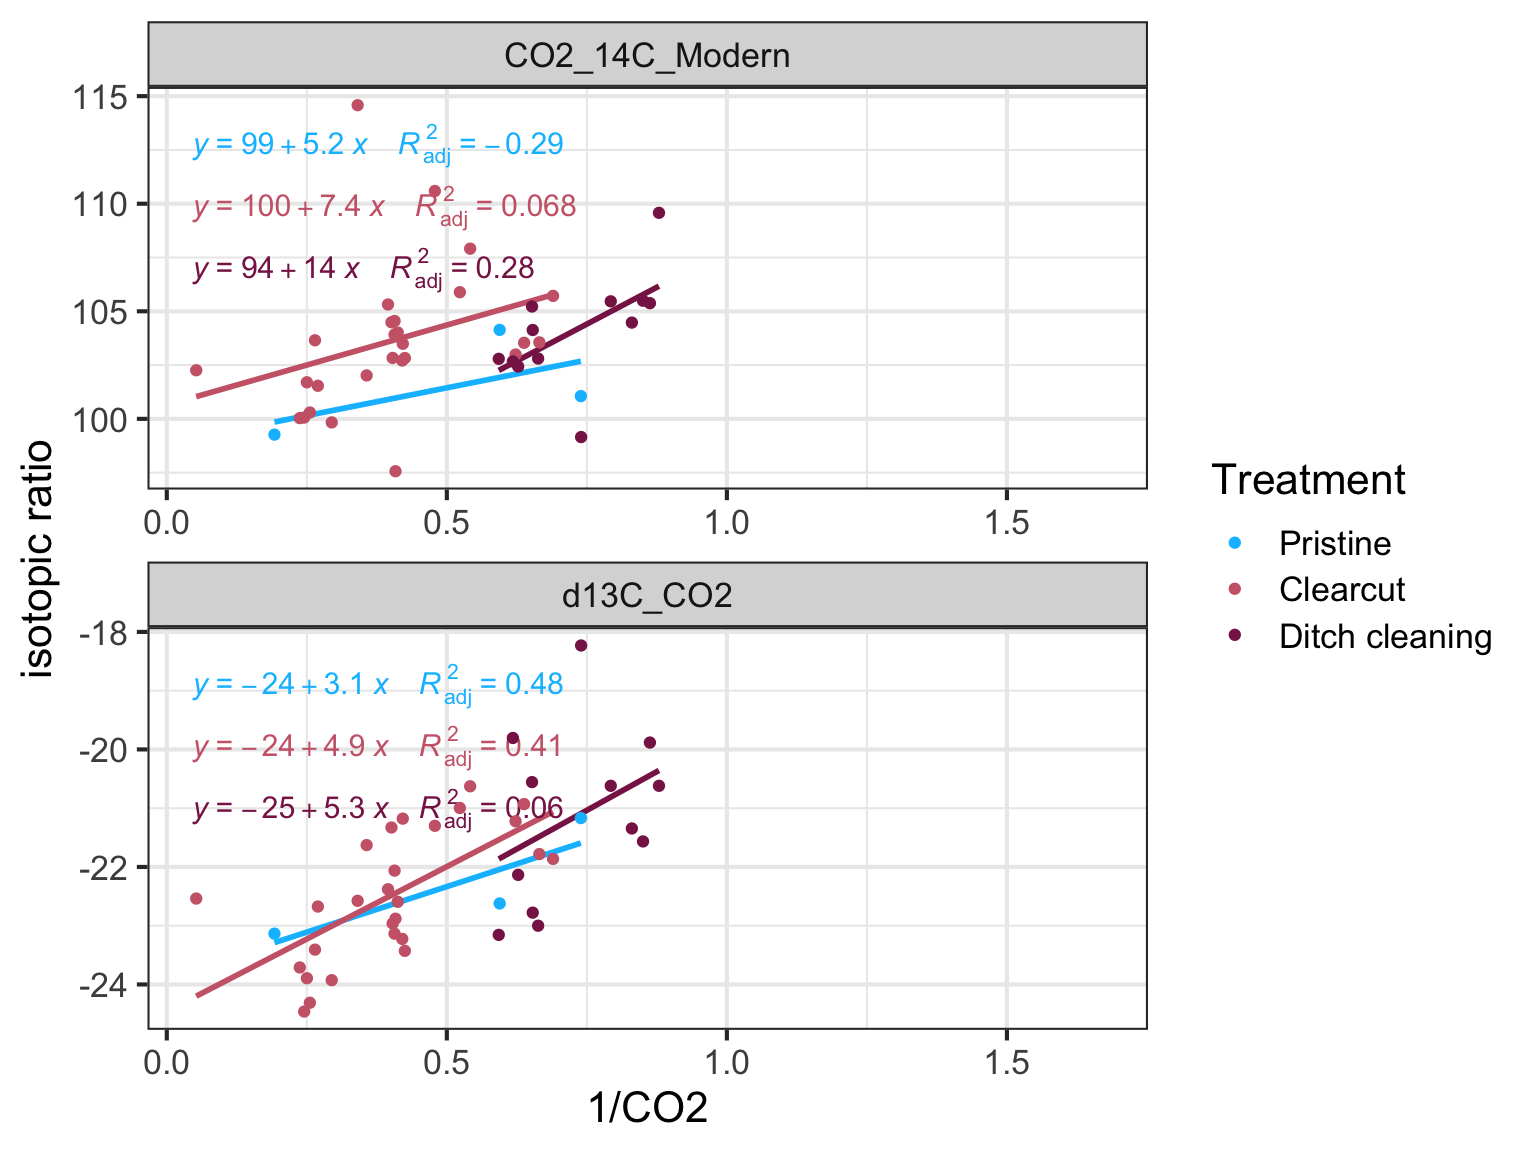 CO2_14C_Modern
115
110
105
100
y = 99 + 5.2 x R²adj = −0.29
y = 100 + 7.4 x R²adj = 0.068
y = 94 + 14 x R²adj = 0.28
0.0 0.5 1.0 1.5
isotopic ratio
d13C_CO2
-18
-20
-22
-24
y = −24 + 3.1 x R²adj = 0.48
y = −24 + 4.9 x R²adj = 0.41
y = −25 + 5.3 x R²adj = 0.06
0.0 0.5 1.0 1.5
1/CO2
Treatment
Pristine
Clearcut
Ditch cleaning